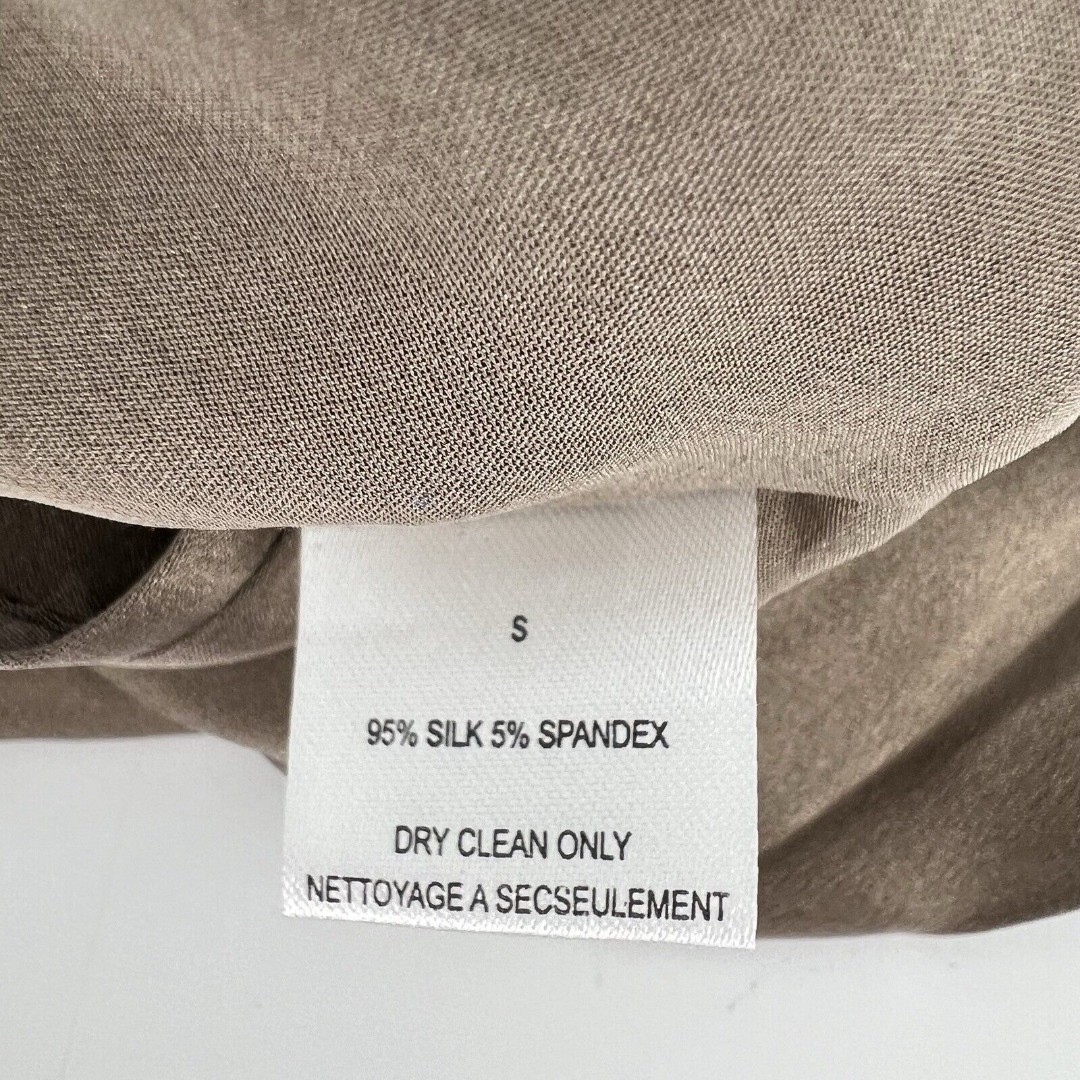 S
95% SILK 5% SPANDEX
DRY CLEAN ONLY
NETTOYAGE A SECSEULEMENT